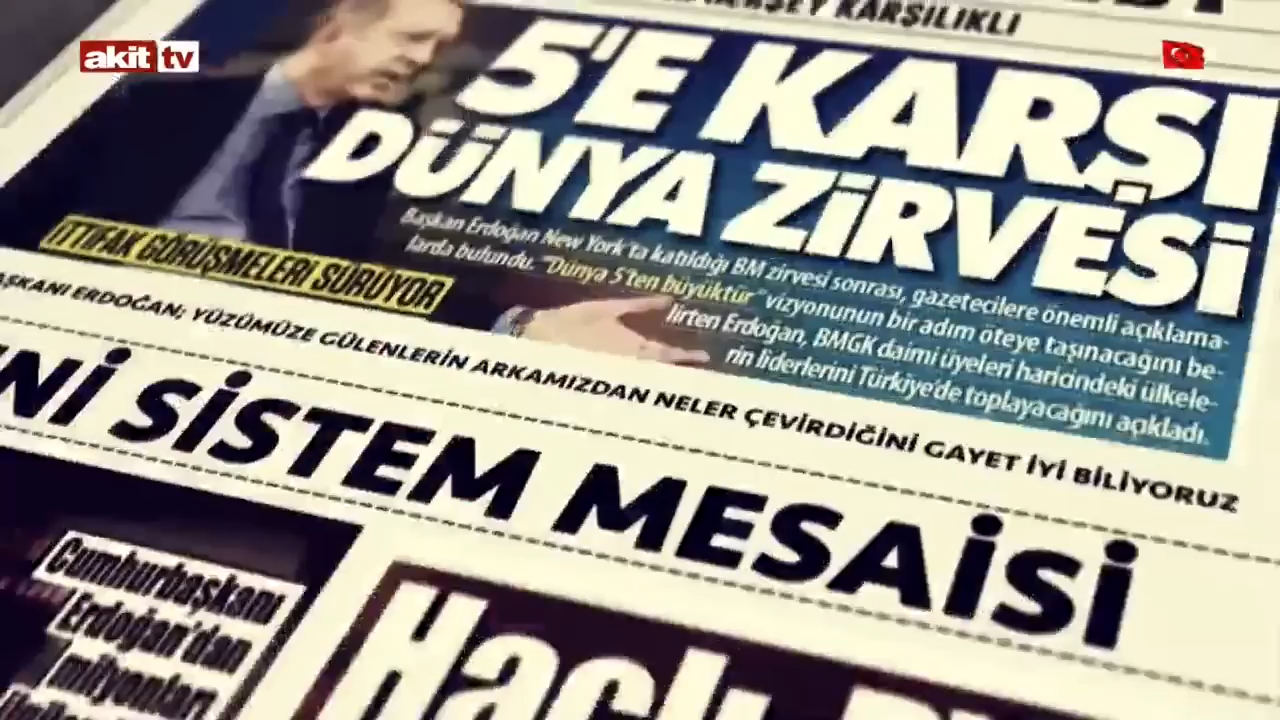 akit tv
KARŞILIKLI
5'E KARŞI
DÜNYA ZİRVESİ
Başkan Erdoğan New York'ta katıldığı BM zirvesi sonrası, gazetecilere önemli açıklama-
larda bulundu. "Dünya 5'ten büyüktür" vizyonunun bir adım öteye taşınacağını be-
lirten Erdoğan, BMGK daimi üyeleri haricindeki ülkele-
rin liderlerini Türkiye'de toplayacağını açıkladı.
İTTİFAK GÖRÜŞMELERİ SÜRÜYOR
ERDOĞAN; YÜZÜMÜZE GÜLENLERİN ARKAMIZDAN NELER ÇEVİRDİĞİNİ GAYET İYİ BİLİYORUZ
SİSTEM MESAİSİ
Cumhurbaşkanı
Erdoğan'dan
milyonları